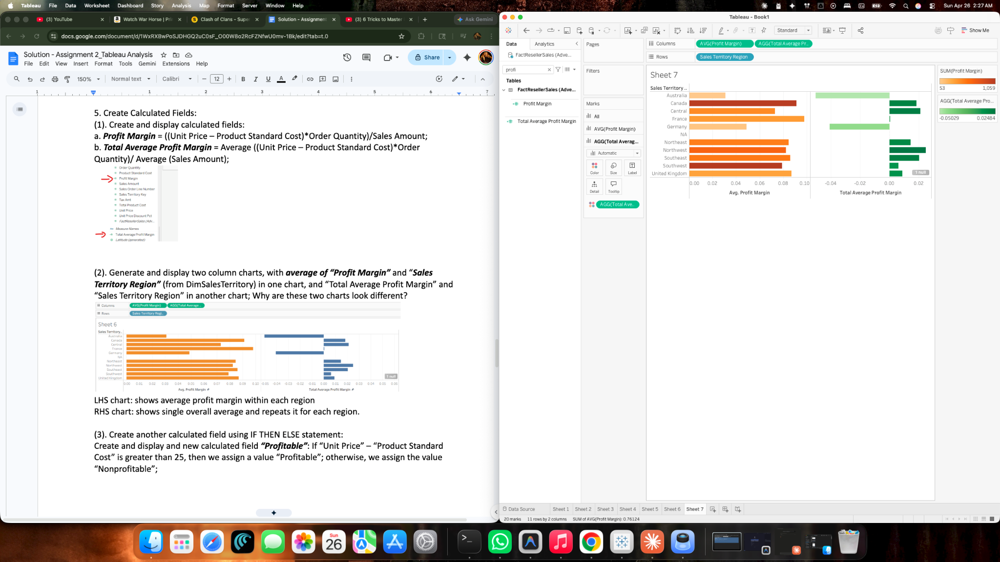 Tableau File Data Worksheet Dashboard Story Analysis Map Format Server Window Help Sun Apr 26 2:27 AM
(3) YouTube
Watch War Horse | Pri
Clash of Clans - Supe
Solution - Assignment
(3) 6 Tricks to Master
Ask Gemini
docs.google.com/document/d/1WxRXBwPoSJDHGQ2uC0sF_O00W8o2RcFZNfwU0mv-1Bk/edit?tab=t.0
Solution - Assignment 2_Tableau Analysis
File Edit View Insert Format Tools Gemini Extensions Help
Share
150% Normal text Calibri 12 B I U A
1 1 2 3 4 5 6 7
5. Create Calculated Fields:
(1). Create and display calculated fields:
a. Profit Margin = ((Unit Price – Product Standard Cost)*Order Quantity)/Sales Amount;
b. Total Average Profit Margin = Average ((Unit Price – Product Standard Cost)*Order
Quantity)/ Average (Sales Amount);
Order Quantity
Product Standard Cost
Profit Margin
Sales Amount
Sales Order Line Number
Sales Territory Key
Tax Amt
Total Product Cost
Unit Price
Unit Price Discount Pct
FactResellerSales (Adv...
Abc Measure Names
Total Average Profit Margin
Latitude (generated)
(2). Generate and display two column charts, with average of “Profit Margin” and “Sales
Territory Region” (from DimSalesTerritory) in one chart, and “Total Average Profit Margin” and
“Sales Territory Region” in another chart; Why are these two charts look different?
Columns AVG(Profit Margin) AGG(Total Average ..
Rows Sales Territory Regi..
Sheet 6
Sales Territory..
Australia
Canada
Central
France
Germany
NA
Northeast
Northwest
Southeast
Southwest
United Kingdom
1 null
0.00 0.01 0.02 0.03 0.04 0.05 0.06 0.07 0.08 0.09 0.10 -0.05 -0.04 -0.03 -0.02 -0.01 0.00 0.01 0.02 0.03 0.04 0.05 0.06
Avg. Profit Margin Total Average Profit Margin
LHS chart: shows average profit margin within each region
RHS chart: shows single overall average and repeats it for each region.
(3). Create another calculated field using IF THEN ELSE statement:
Create and display and new calculated field “Profitable”: If “Unit Price” – “Product Standard
Cost” is greater than 25, then we assign a value “Profitable”; otherwise, we assign the value
“Nonprofitable”;
Tableau - Book1
Standard
Show Me
Data Analytics
FactResellerSales (Adve...
profi
Tables
FactResellerSales (Adve...
Profit Margin
Total Average Profit Margin
Pages
Filters
Marks
All
AVG(Profit Margin)
AGG(Total Averag...
Automatic
Color Size Label
Detail Tooltip
AGG(Total Ave..
Columns AVG(Profit Margin) AGG(Total Average Pr..
Rows Sales Territory Region
Sheet 7
Sales Territory ..
Australia
Canada
Central
France
Germany
NA
Northeast
Northwest
Southeast
Southwest
United Kingdom
1 null
0.00 0.02 0.04 0.06 0.08 0.10 -0.04 -0.02 0.00 0.02
Avg. Profit Margin Total Average Profit Margin
SUM(Profit Margin)
53 1,059
AGG(Total Average Pro...
-0.05029 0.02484
Data Source Sheet 1 Sheet 2 Sheet 3 Sheet 4 Sheet 5 Sheet 6 Sheet 7
20 marks 11 rows by 2 columns SUM of AVG(Profit Margin): 0.76124
Sun
26